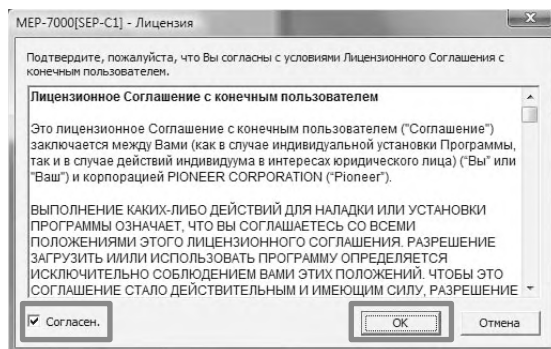 MEP-7000[SEP-C1] - Лицензия
Подтвердите, пожалуйста, что Вы согласны с условиями Лицензионного Соглашения с
конечным пользователем.
Лицензионное Соглашение с конечным пользователем
Это лицензионное Соглашение с конечным пользователем ("Соглашение")
заключается между Вами (как в случае индивидуальной установки Программы,
так и в случае действий индивидуума в интересах юридического лица) ("Вы" или
"Ваш") и корпорацией PIONEER CORPORATION ("Pioneer").
ВЫПОЛНЕНИЕ КАКИХ-ЛИБО ДЕЙСТВИЙ ДЛЯ НАЛАДКИ ИЛИ УСТАНОВКИ
ПРОГРАММЫ ОЗНАЧАЕТ, ЧТО ВЫ СОГЛАШАЕТЕСЬ СО ВСЕМИ
ПОЛОЖЕНИЯМИ ЭТОГО ЛИЦЕНЗИОННОГО СОГЛАШЕНИЯ. РАЗРЕШЕНИЕ
ЗАГРУЗИТЬ И/ИЛИ ИСПОЛЬЗОВАТЬ ПРОГРАММУ ОПРЕДЕЛЯЕТСЯ
ИСКЛЮЧИТЕЛЬНО СОБЛЮДЕНИЕМ ВАМИ ЭТИХ ПОЛОЖЕНИЙ. ЧТОБЫ ЭТО
СОГЛАШЕНИЕ СТАЛО ДЕЙСТВИТЕЛЬНЫМ И ИМЕЮЩИМ СИЛУ, РАЗРЕШЕНИЕ
Согласен.
OK
Отмена